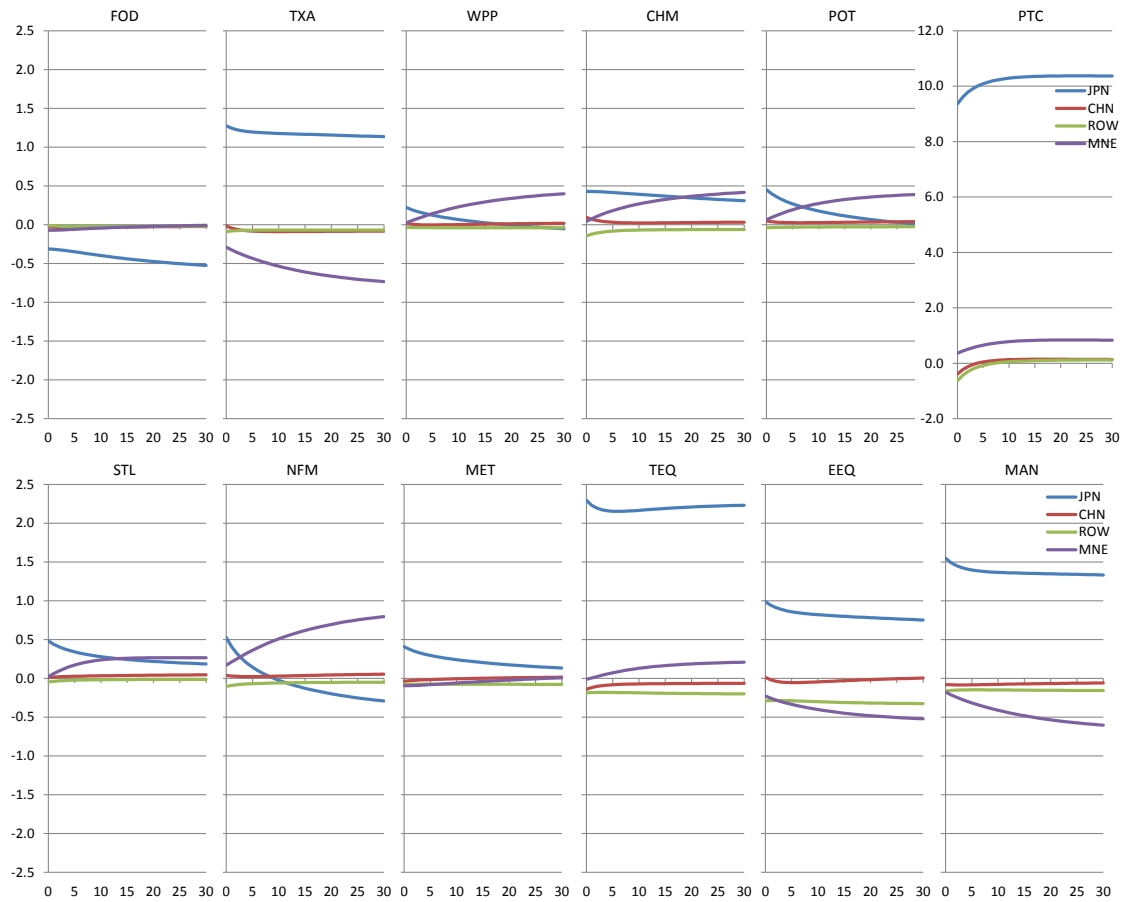 FOD TXA WPP CHM POT PTC
2.5 12.0
2.0 10.0
1.5 8.0
1.0 6.0
0.5 4.0
0.0 2.0
-0.5 0.0
-1.0 -2.0
-1.5
-2.0
-2.5
JPN
CHN
ROW
MNE
0 5 10 15 20 25 30 0 5 10 15 20 25 30 0 5 10 15 20 25 30 0 5 10 15 20 25 30 0 5 10 15 20 25 0 5 10 15 20 25 30
STL NFM MET TEQ EEQ MAN
2.5
2.0
1.5
1.0
0.5
0.0
-0.5
-1.0
-1.5
-2.0
-2.5
JPN
CHN
ROW
MNE
0 5 10 15 20 25 30 0 5 10 15 20 25 30 0 5 10 15 20 25 30 0 5 10 15 20 25 30 0 5 10 15 20 25 30 0 5 10 15 20 25 30